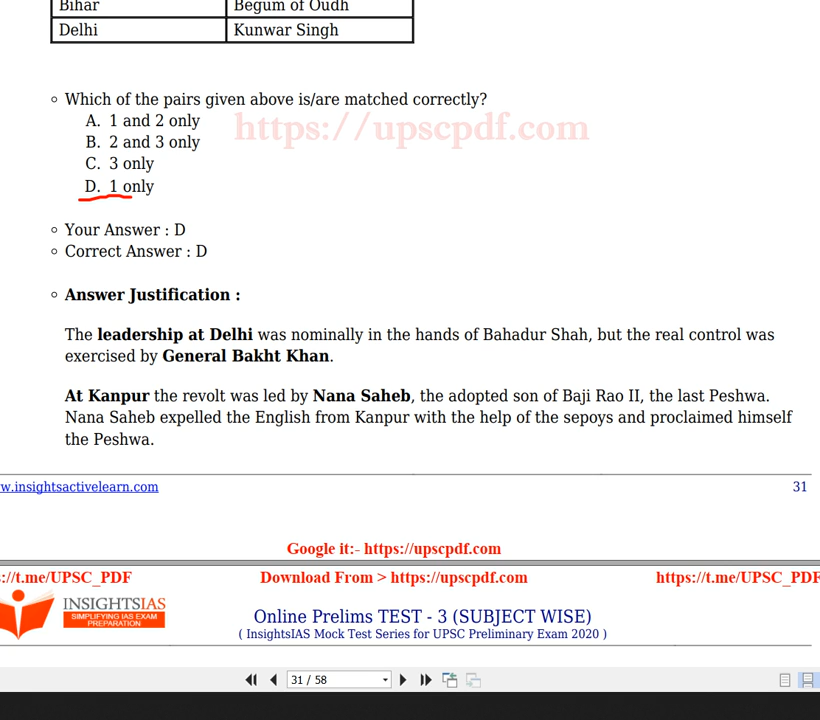 Bihar Begum of Oudh
Delhi Kunwar Singh
Which of the pairs given above is/are matched correctly?
https://upscpdf.com
A. 1 and 2 only
B. 2 and 3 only
C. 3 only
D. 1 only
Your Answer : D
Correct Answer : D
Answer Justification :
The leadership at Delhi was nominally in the hands of Bahadur Shah, but the real control was
exercised by General Bakht Khan.
At Kanpur the revolt was led by Nana Saheb, the adopted son of Baji Rao II, the last Peshwa.
Nana Saheb expelled the English from Kanpur with the help of the sepoys and proclaimed himself
the Peshwa.
w.insightsactivelearn.com 31
Google it:- https://upscpdf.com
s://t.me/UPSC_PDF Download From > https://upscpdf.com https://t.me/UPSC_PDF
INSIGHTSIAS
SIMPLIFYING IAS EXAM
PREPARATION
Online Prelims TEST - 3 (SUBJECT WISE)
( InsightsIAS Mock Test Series for UPSC Preliminary Exam 2020 )
31 / 58